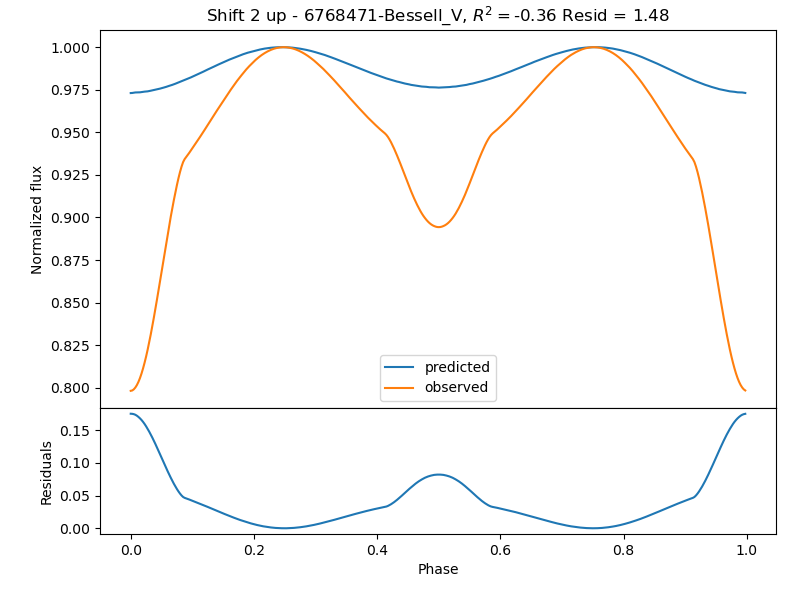 Shift 2 up - 6768471-Bessell_V, R² = -0.36 Resid = 1.48
1.000
0.975
0.950
0.925
0.900
0.875
0.850
0.825
0.800
Normalized flux
predicted
observed
0.15
0.10
0.05
0.00
Residuals
0.0 0.2 0.4 0.6 0.8 1.0
Phase